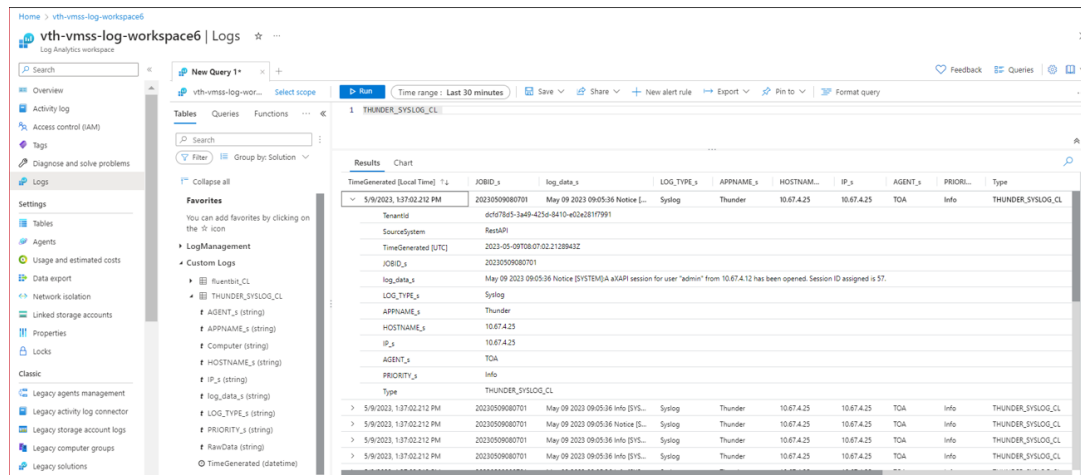 Home > vth-vmss-log-workspace6
vth-vmss-log-workspace6 | Logs ☆ ...
Log Analytics workspace
Search «
Overview
Activity log
Access control (IAM)
Tags
Diagnose and solve problems
Logs
Settings
Tables
Agents
Usage and estimated costs
Data export
Network isolation
Linked storage accounts
Properties
Locks
Classic
Legacy agents management
Legacy activity log connector
Legacy storage account logs
Legacy computer groups
Legacy solutions
New Query 1* × +
Feedback Queries
vth-vmss-log-wor... Select scope
Run Time range : Last 30 minutes Save Share New alert rule Export Pin to Format query
Tables Queries Functions ... «
Search
Filter Group by: Solution
Collapse all
Favorites
You can add favorites by clicking on
the ☆ icon
LogManagement
Custom Logs
fluentbit_CL
THUNDER_SYSLOG_CL
t AGENT_s (string)
t APPNAME_s (string)
t Computer (string)
t HOSTNAME_s (string)
t IP_s (string)
t log_data_s (string)
t LOG_TYPE_s (string)
t PRIORITY_s (string)
t RawData (string)
TimeGenerated (datetime)
1 THUNDER_SYSLOG_CL
Results Chart
TimeGenerated [Local Time] ↑↓ JOBID_s log_data_s LOG_TYPE_s APPNAME_s HOSTNAM... IP_s AGENT_s PRIORI... Type
5/9/2023, 1:37:02.212 PM 20230509080701 May 09 2023 09:05:36 Notice [... Syslog Thunder 10.67.4.25 10.67.4.25 TOA Info THUNDER_SYSLOG_CL
TenantId dcfd78d5-3a49-425d-8410-e02e281f7991
SourceSystem RestAPI
TimeGenerated [UTC] 2023-05-09T08:07:02.2128943Z
JOBID_s 20230509080701
log_data_s May 09 2023 09:05:36 Notice [SYSTEM]:A aXAPI session for user "admin" from 10.67.4.12 has been opened. Session ID assigned is 57.
LOG_TYPE_s Syslog
APPNAME_s Thunder
HOSTNAME_s 10.67.4.25
IP_s 10.67.4.25
AGENT_s TOA
PRIORITY_s Info
Type THUNDER_SYSLOG_CL
5/9/2023, 1:37:02.212 PM 20230509080701 May 09 2023 09:05:36 Info [SYS... Syslog Thunder 10.67.4.25 10.67.4.25 TOA Info THUNDER_SYSLOG_CL
5/9/2023, 1:37:02.212 PM 20230509080701 May 09 2023 09:05:36 Notice [S... Syslog Thunder 10.67.4.25 10.67.4.25 TOA Info THUNDER_SYSLOG_CL
5/9/2023, 1:37:02.212 PM 20230509080701 May 09 2023 09:05:36 Info [SYS... Syslog Thunder 10.67.4.25 10.67.4.25 TOA Info THUNDER_SYSLOG_CL
5/9/2023, 1:37:02.212 PM 20230509080701 May 09 2023 09:05:36 Info [SYS... Syslog Thunder 10.67.4.25 10.67.4.25 TOA Info THUNDER_SYSLOG_CL